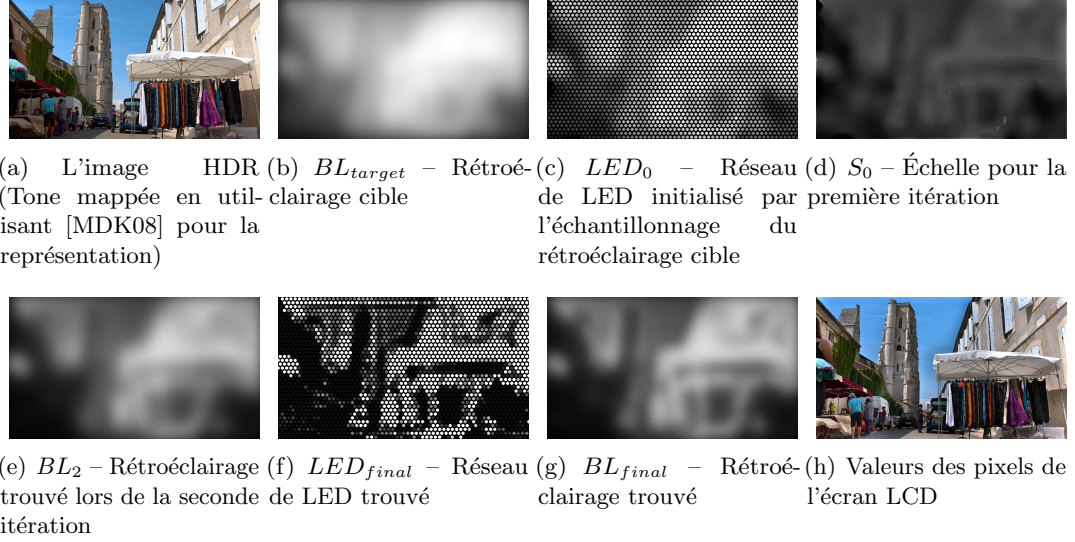 (a) L'image HDR
(Tone mappée en util-
isant [MDK08] pour la
représentation)
(b) BL_target – Rétroé-
clairage cible
(c) LED_0 – Réseau
de LED initialisé par
l'échantillonnage du
rétroéclairage cible
(d) S_0 – Échelle pour la
première itération
(e) BL_2 – Rétroéclairage
trouvé lors de la seconde
itération
(f) LED_final – Réseau
de LED trouvé
(g) BL_final – Rétroé-
clairage trouvé
(h) Valeurs des pixels de
l'écran LCD